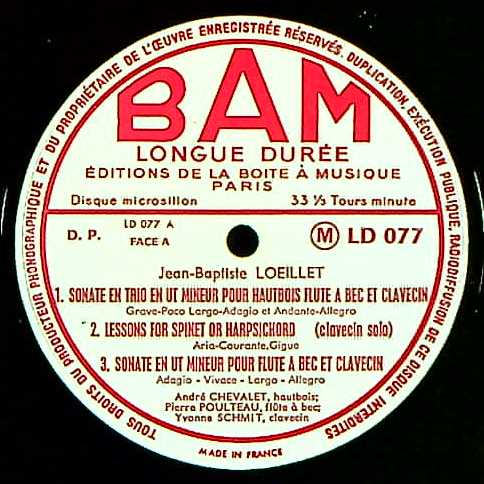 TOUS DROITS DU PRODUCTEUR PHONOGRAPHIQUE ET DU PROPRIÉTAIRE DE L'ŒUVRE ENREGISTRÉE RÉSERVÉS. DUPLICATION, EXÉCUTION PUBLIQUE, RADIODIFFUSION DE CE DISQUE INTERDITES
BAM
LONGUE DURÉE
ÉDITIONS DE LA BOITE À MUSIQUE
PARIS
Disque microsillon 33 ⅓ Tours minute
D. P. LD 077 A Ⓜ LD 077
FACE A
Jean-Baptiste LOEILLET
1. SONATE EN TRIO EN UT MINEUR POUR HAUTBOIS FLUTE A BEC ET CLAVECIN
Grave-Poco Largo-Adagio et Andante-Allegro
2. LESSONS FOR SPINET OR HARPSICHORD (clavecin solo)
Aria-Courante,Gigue
3. SONATE EN UT MINEUR POUR FLUTE A BEC ET CLAVECIN
Adagio - Vivace - Largo - Allegro
André CHEVALET, hautbois;
Pierre POULTEAU, flûte à bec;
Yvonne SCHMIT, clavecin
MADE IN FRANCE